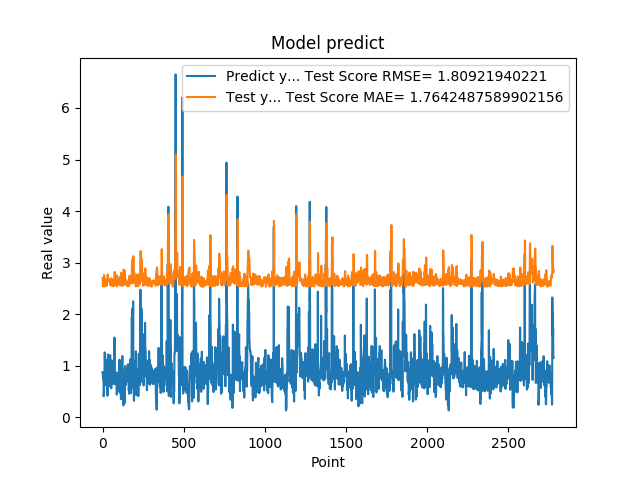 Model predict
Predict y... Test Score RMSE= 1.80921940221
Test y... Test Score MAE= 1.7642487589902156
6
5
4
3
2
1
0
Real value
0 500 1000 1500 2000 2500
Point